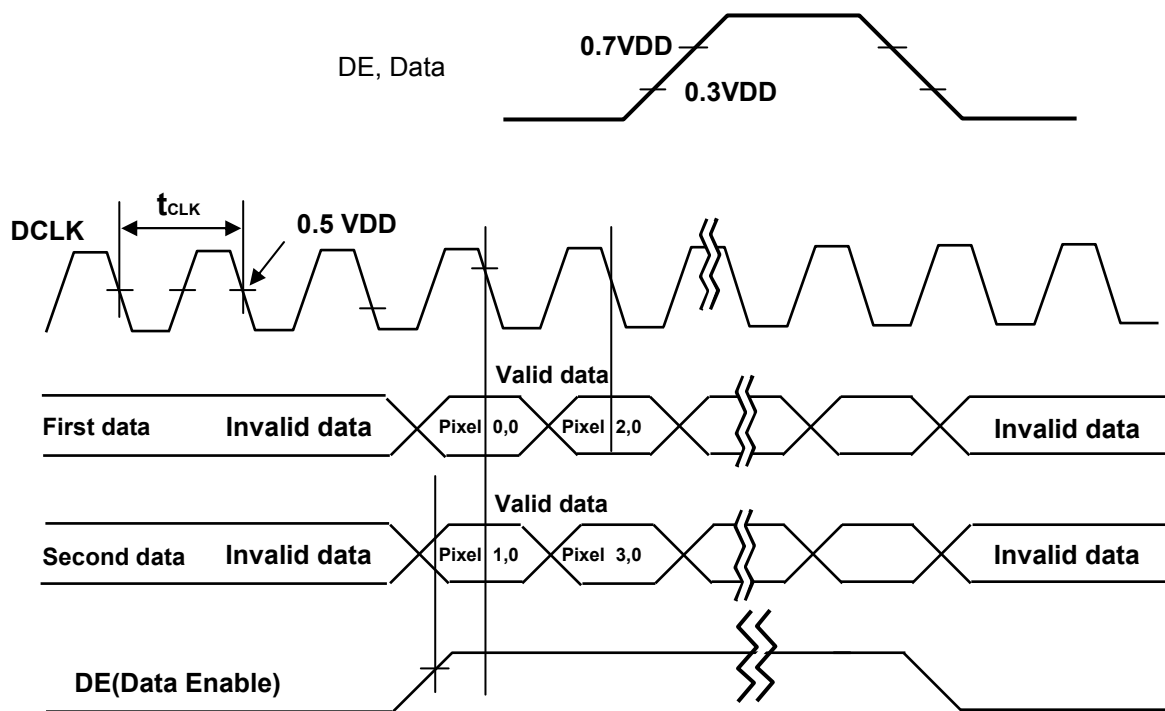 0.7VDD
DE, Data
0.3VDD
tCLK
0.5 VDD
DCLK
Valid data
First data
Invalid data
Pixel 0,0
Pixel 2,0
Invalid data
Valid data
Second data
Invalid data
Pixel 1,0
Pixel 3,0
Invalid data
DE(Data Enable)